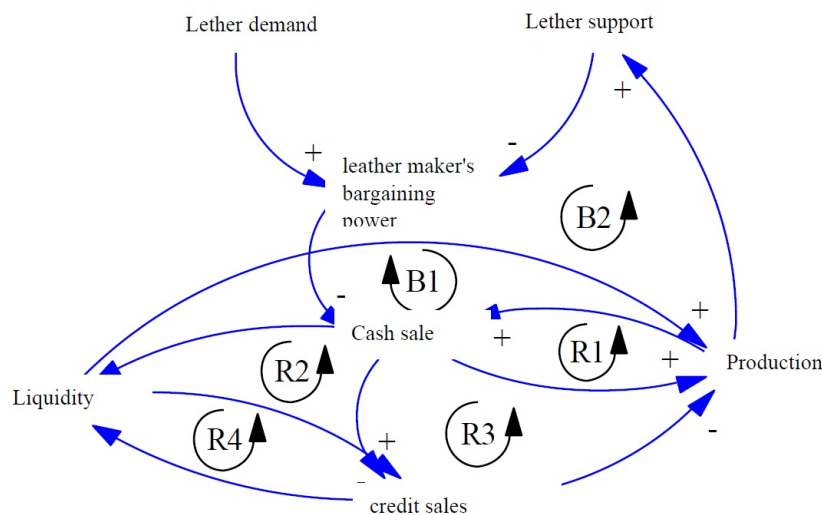 Lether demand
Lether support
+
+
-
leather maker's
bargaining
power
B2
B1
-
+
+
Cash sale
R1
+
Production
R2
Liquidity
R4
R3
+
-
-
credit sales